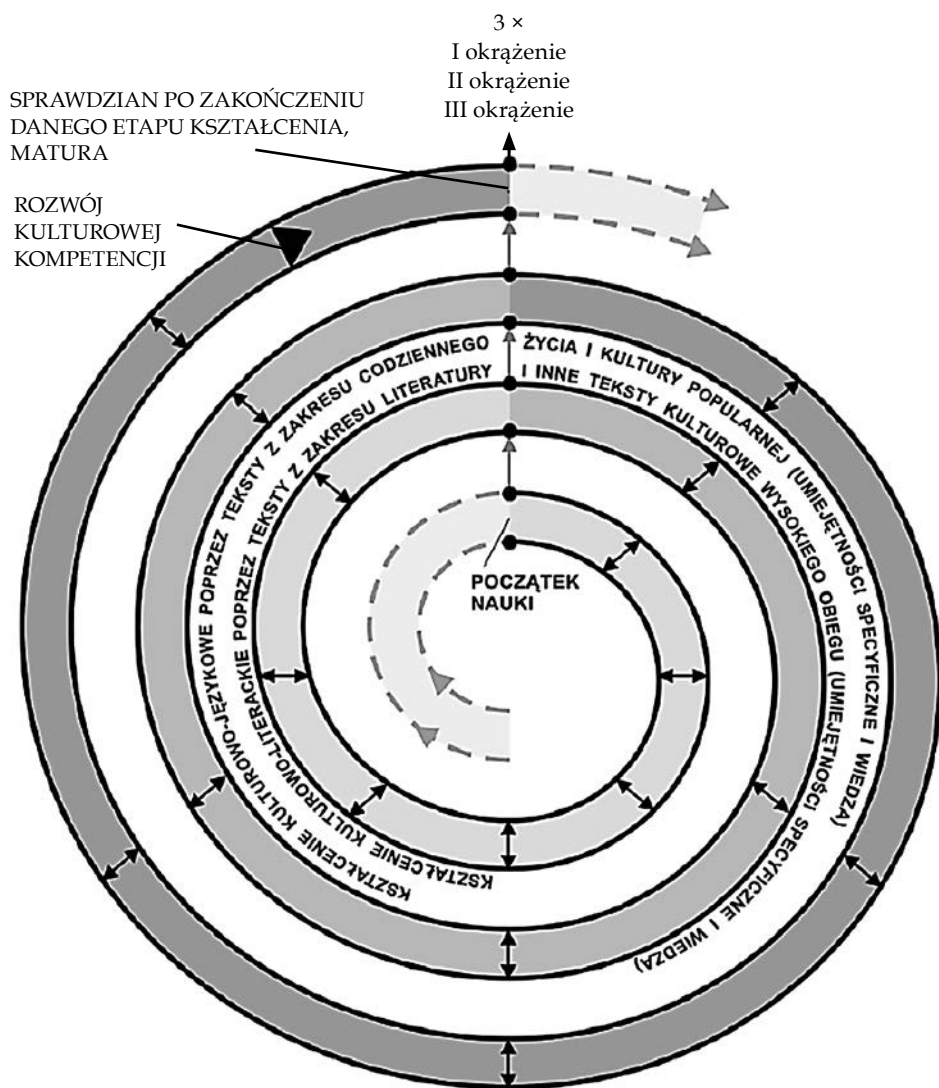 3 ×
I okrążenie
II okrążenie
III okrążenie
SPRAWDZIAN PO ZAKOŃCZENIU
DANEGO ETAPU KSZTAŁCENIA,
MATURA
ROZWÓJ
KULTUROWEJ
KOMPETENCJI
KSZTAŁCENIE KULTUROWO-JĘZYKOWE POPRZEZ TEKSTY Z ZAKRESU CODZIENNEGO ŻYCIA I KULTURY POPULARNEJ (UMIEJĘTNOŚCI SPECYFICZNE I WIEDZA)
KSZTAŁCENIE KULTUROWO-LITERACKIE POPRZEZ TEKSTY Z ZAKRESU LITERATURY I INNE TEKSTY KULTUROWE WYSOKIEGO OBIEGU (UMIEJĘTNOŚCI SPECYFICZNE I WIEDZA)
POCZĄTEK
NAUKI